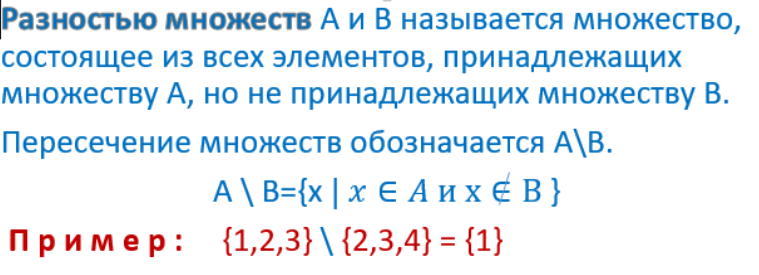 Разностью множеств A и B называется множество,
состоящее из всех элементов, принадлежащих
множеству A, но не принадлежащих множеству B.
Пересечение множеств обозначается A\B.
A \ B={x | 𝑥 ∈ 𝐴 и x ∉ B }
Пример: {1,2,3} \ {2,3,4} = {1}